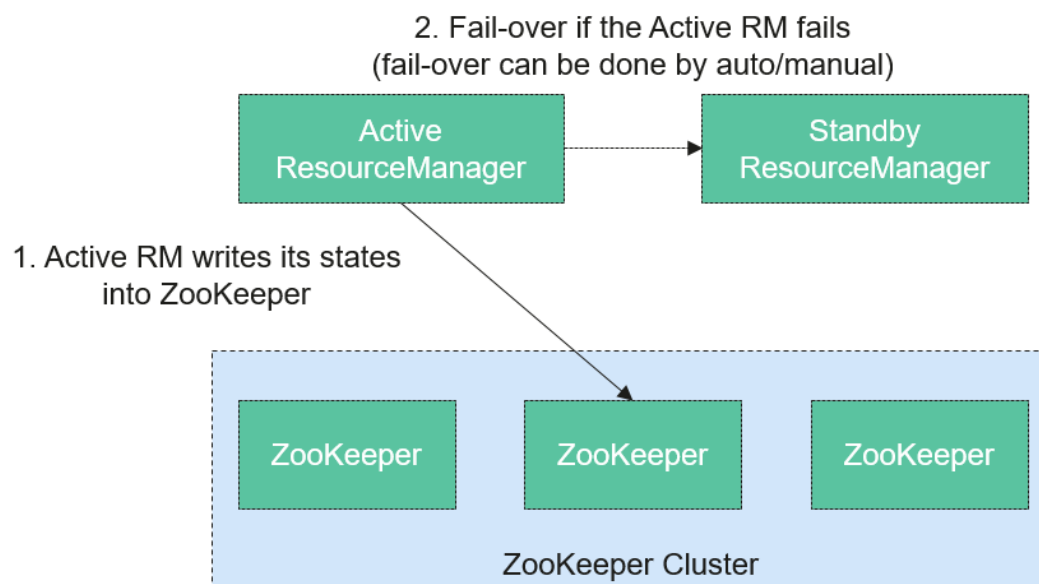 2. Fail-over if the Active RM fails
(fail-over can be done by auto/manual)
Active
ResourceManager
Standby
ResourceManager
1. Active RM writes its states
into ZooKeeper
ZooKeeper
ZooKeeper
ZooKeeper
ZooKeeper Cluster